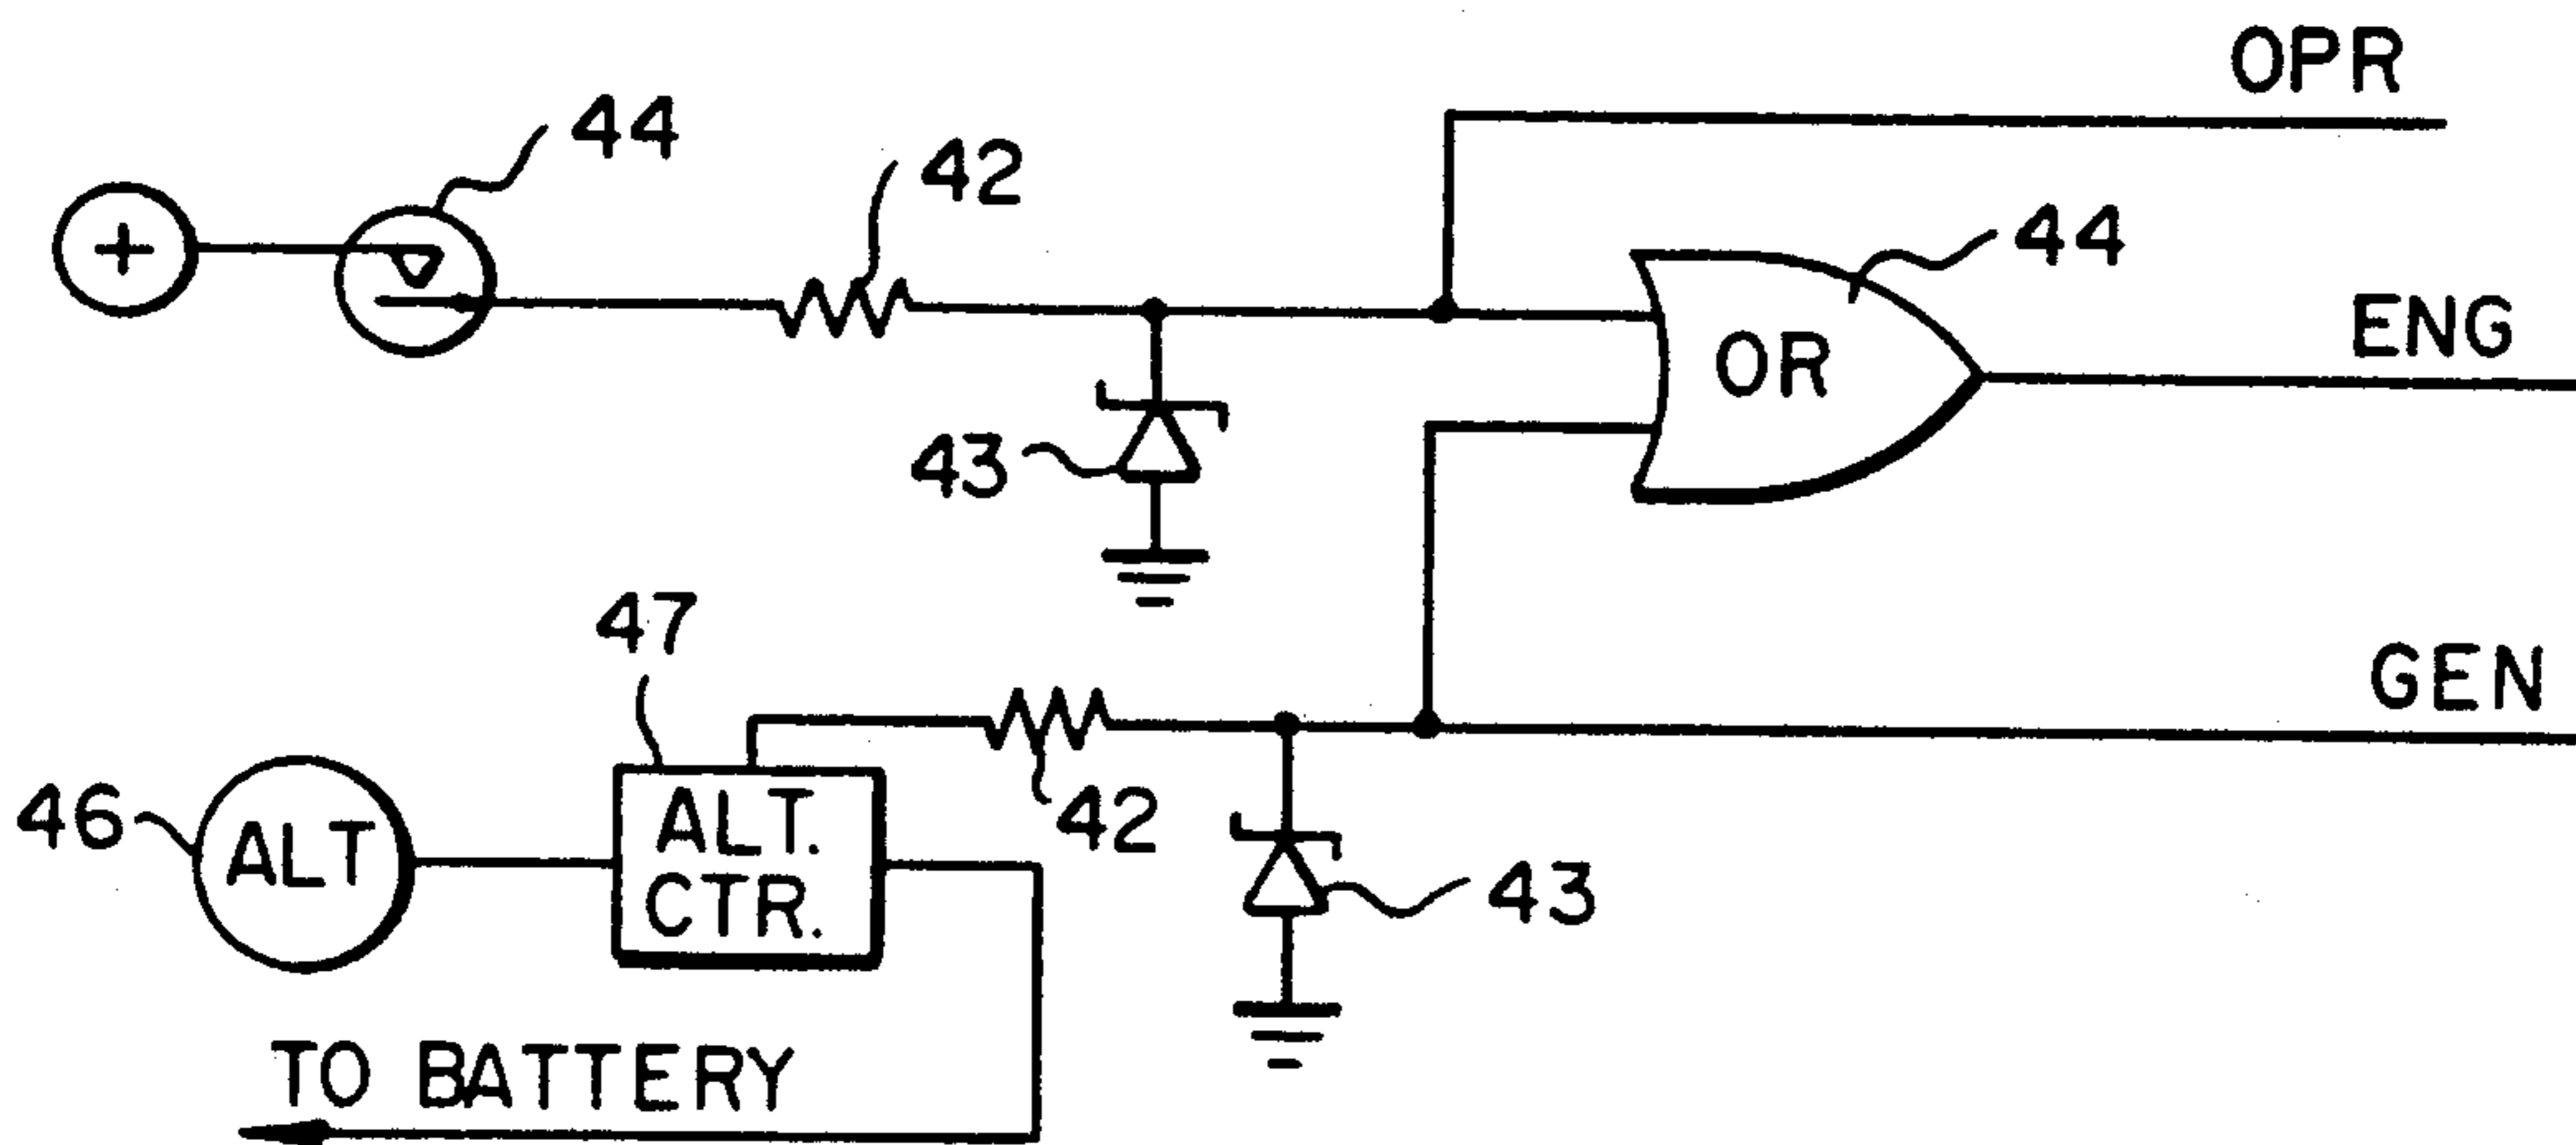 OPR
44
42
+
44
ENG
OR
43
47
GEN
46
ALT
ALT.
CTR.
42
43
TO BATTERY